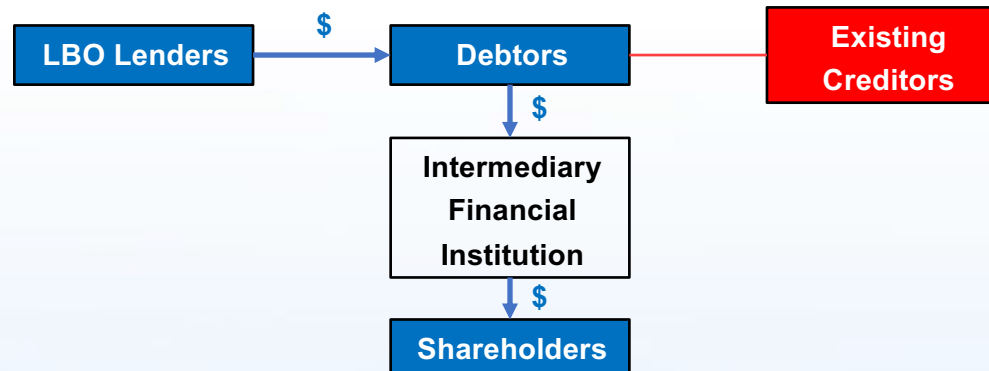 $
LBO Lenders
Debtors
Existing
Creditors
$
Intermediary
Financial
Institution
$
Shareholders